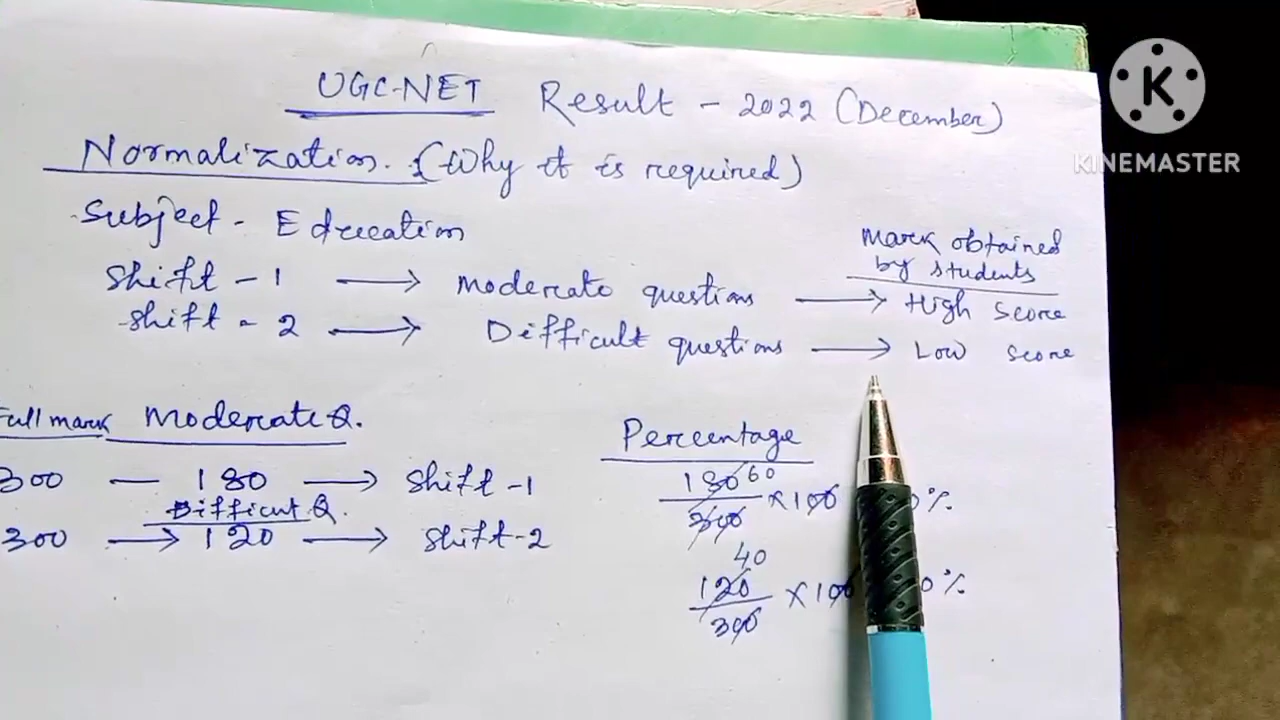 UGC-NET Result - 2022 (December)
Normalization. (Why it is required)
Subject - Education
Mark obtained
by students
Shift - 1 → Moderate questions → High Score
Shift - 2 → Difficult questions → Low Score
Full mark Moderate Q.
300 — 180 → Shift -1
Difficult Q.
300 → 120 → Shift-2
Percentage
180 60
300 × 100 0%
40
120
300 × 100 0%
K
KINEMASTER